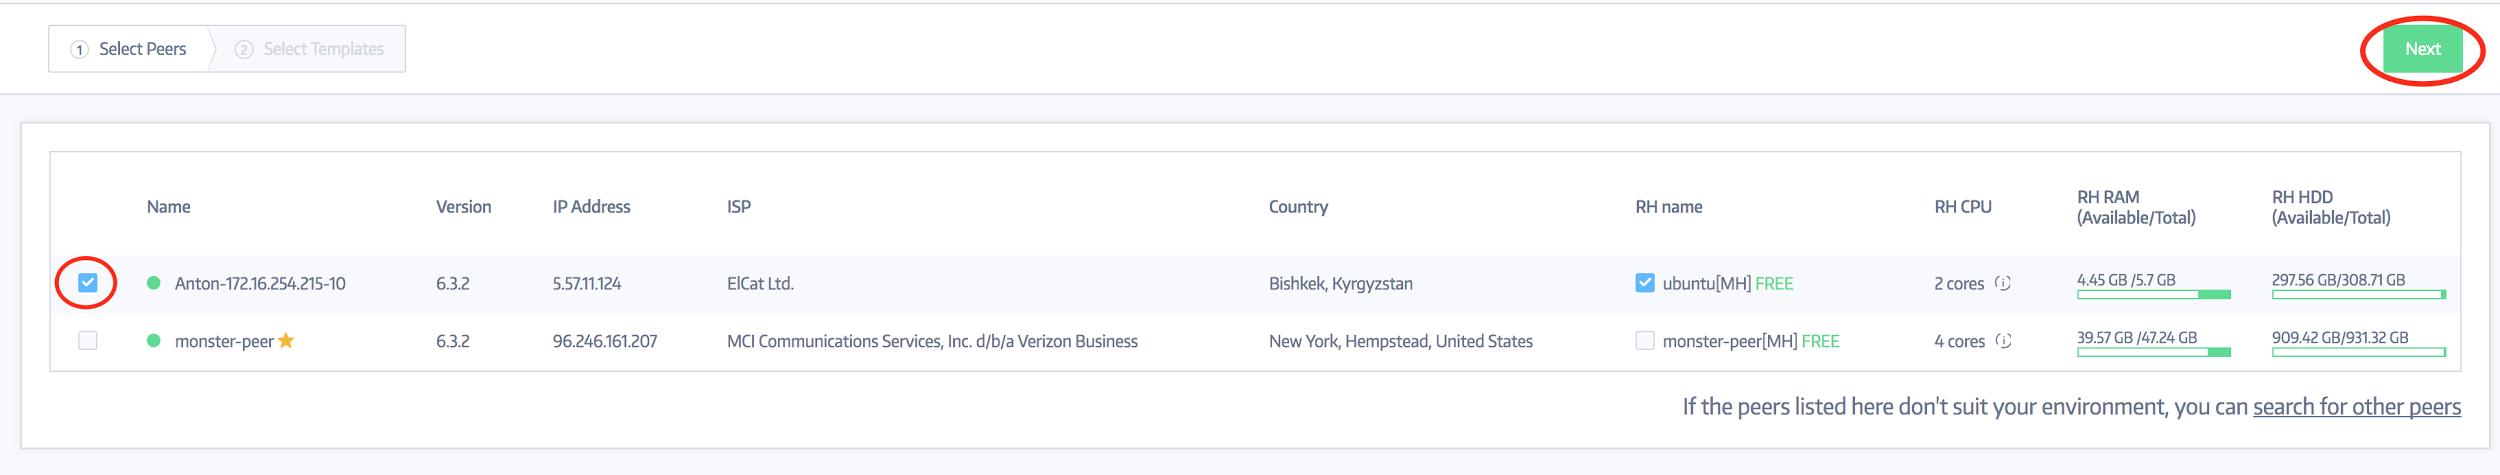 1 Select Peers 2 Select Templates Next
Name Version IP Address ISP Country RH name RH CPU RH RAM (Available/Total) RH HDD (Available/Total)
Anton-172.16.254.215-10 6.3.2 5.57.11.124 ElCat Ltd. Bishkek, Kyrgyzstan ubuntu[MH] FREE 2 cores i 4.45 GB /5.7 GB 297.56 GB/308.71 GB
monster-peer 6.3.2 96.246.161.207 MCI Communications Services, Inc. d/b/a Verizon Business New York, Hempstead, United States monster-peer[MH] FREE 4 cores i 39.57 GB /47.24 GB 909.42 GB/931.32 GB
If the peers listed here don't suit your environment, you can search for other peers